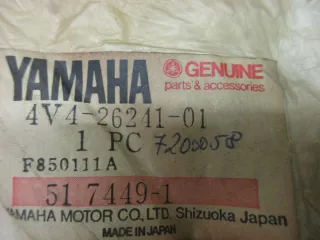 YAMAHA GENUINE
parts & accessories
4V4-26241-01
1 PC 7200058
F850111A
51 7449-1
YAMAHA MOTOR CO., LTD. Shizuoka Japan
MADE IN JAPAN